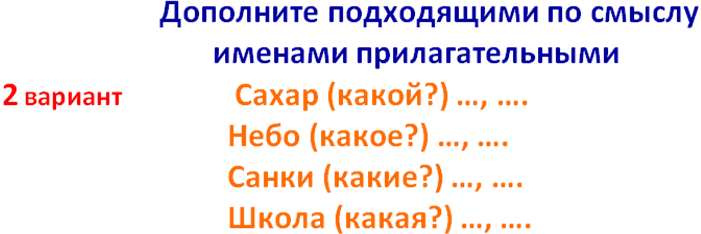 Дополните подходящими по смыслу
именами прилагательными
2 вариант Сахар (какой?) ..., ....
Небо (какое?) ..., ....
Санки (какие?) ..., ....
Школа (какая?) ..., ....